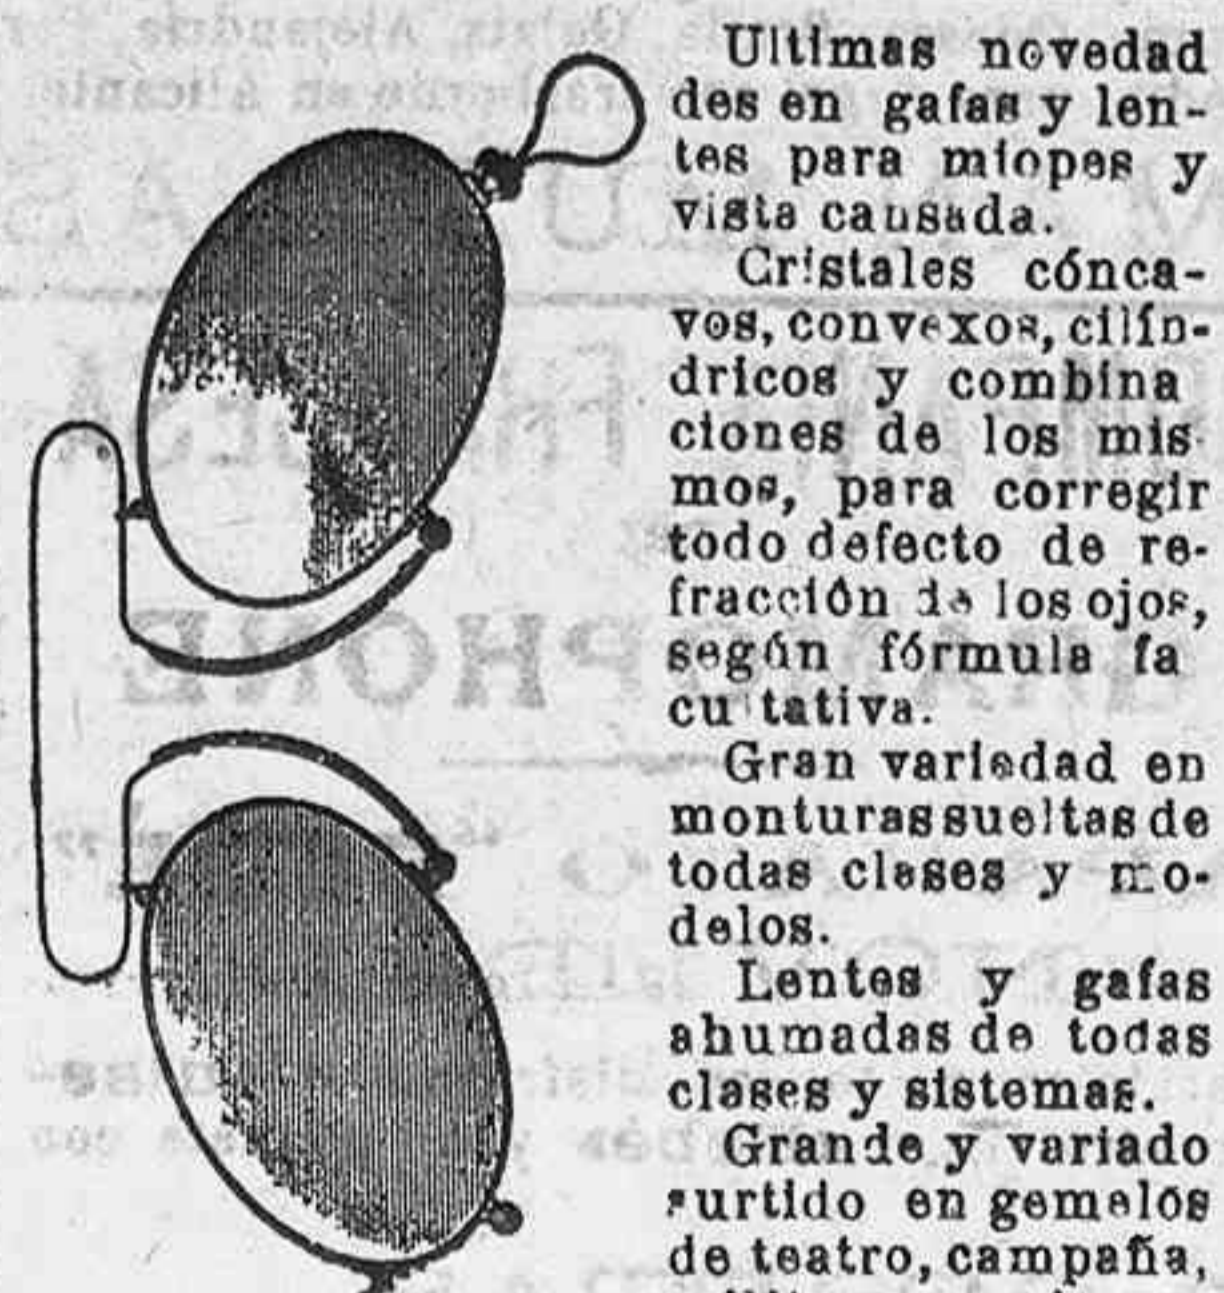 Ultimas novedad
des en gafas y len-
tes para miopes y
vista causada.
Cristales cónca-
vos, convexos, cilín-
dricos y combina
ciones de los mis
mos, para corregir
todo defecto de re-
fracción de los ojos,
según fórmula fa
cu tativa.
Gran variedad en
monturas sueltas de
todas clases y mo-
delos.
Lentes y gafas
ahumadas de todas
clases y sistemas.
Grande y variado
surtido en gemelos
de teatro, campaña,